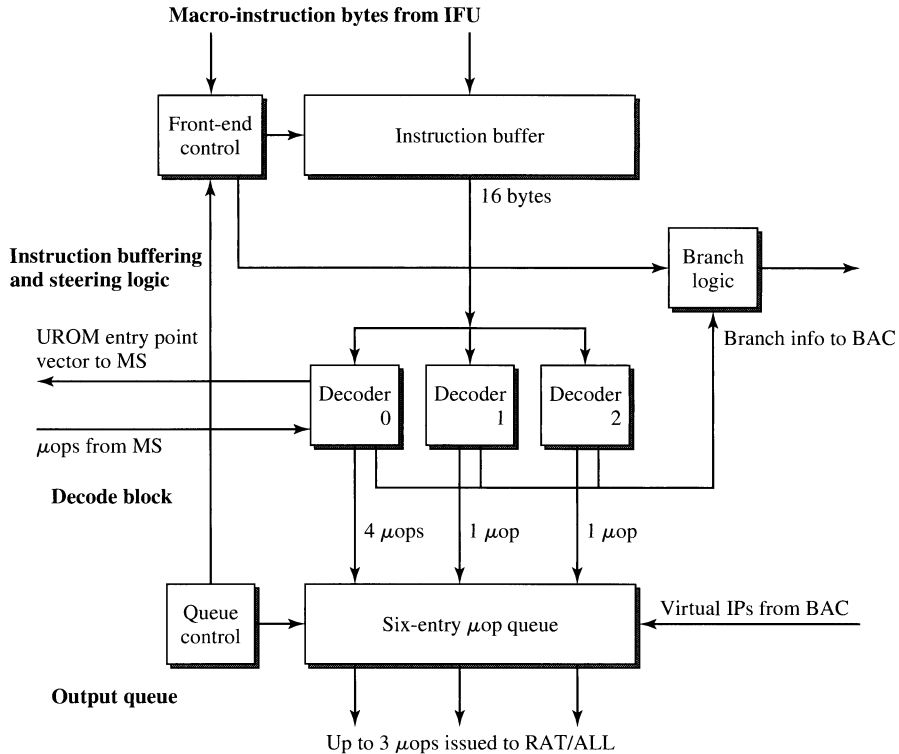 Macro-instruction bytes from IFU
Front-end
control
Instruction buffer
16 bytes
Instruction buffering
and steering logic
Branch
logic
UROM entry point
vector to MS
Branch info to BAC
Decoder
0
Decoder
1
Decoder
2
μops from MS
Decode block
4 μops
1 μop
1 μop
Queue
control
Six-entry μop queue
Virtual IPs from BAC
Output queue
Up to 3 μops issued to RAT/ALL